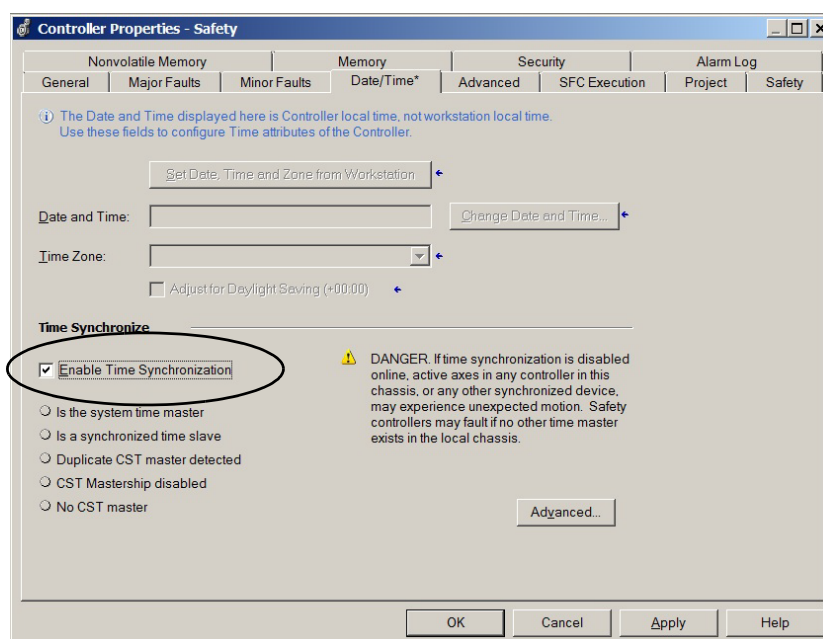 Controller Properties - Safety
Nonvolatile Memory Memory Security Alarm Log
General Major Faults Minor Faults Date/Time* Advanced SFC Execution Project Safety
The Date and Time displayed here is Controller local time, not workstation local time.
Use these fields to configure Time attributes of the Controller.
Set Date, Time and Zone from Workstation
Date and Time:
Change Date and Time...
Time Zone:
Adjust for Daylight Saving (+00:00)
Time Synchronize
Enable Time Synchronization
DANGER. If time synchronization is disabled
online, active axes in any controller in this
chassis, or any other synchronized device,
may experience unexpected motion. Safety
controllers may fault if no other time master
exists in the local chassis.
Is the system time master
Is a synchronized time slave
Duplicate CST master detected
CST Mastership disabled
No CST master
Advanced...
OK Cancel Apply Help